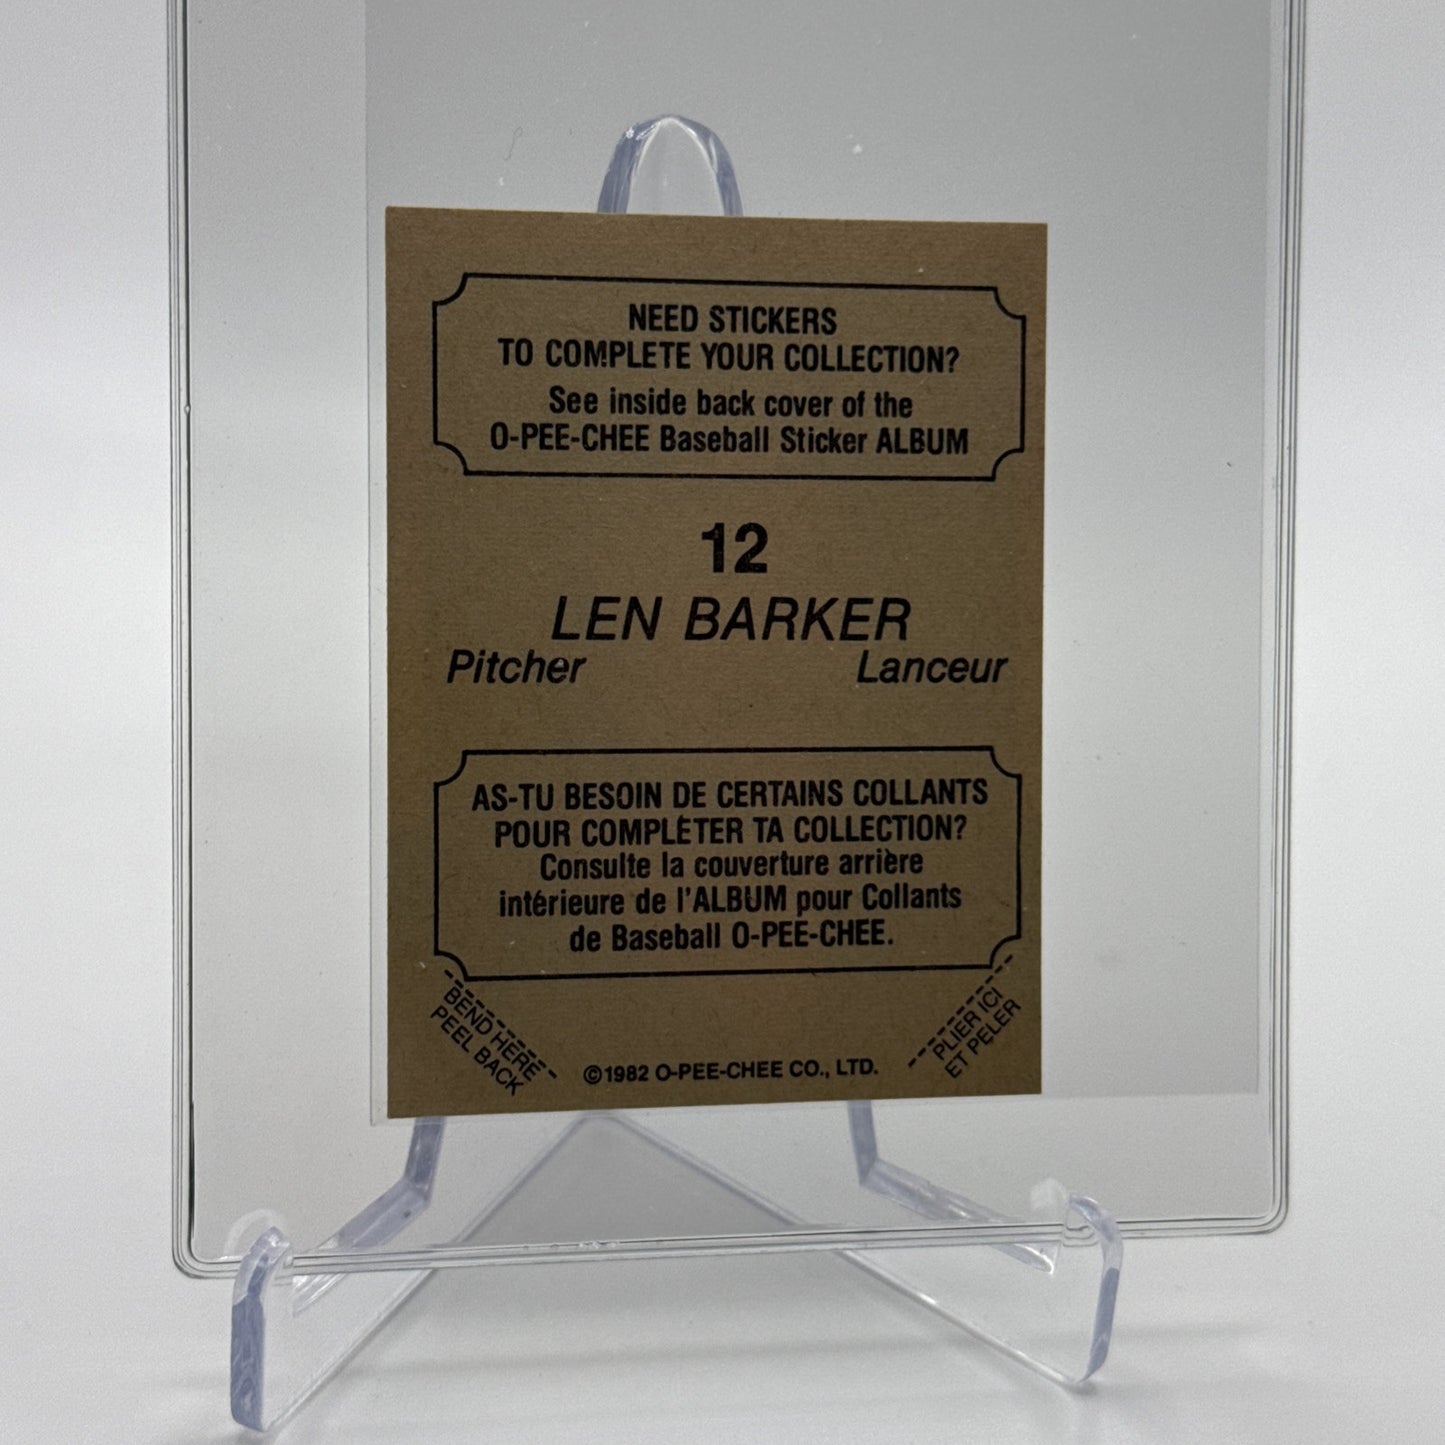 NEED STICKERS
TO COMPLETE YOUR COLLECTION?
See inside back cover of the
O-PEE-CHEE Baseball Sticker ALBUM
12
LEN BARKER
Pitcher
Lanceur
AS-TU BESOIN DE CERTAINS COLLANTS
POUR COMPLÉTER TA COLLECTION?
Consulte la couverture arrière
intérieure de l'ALBUM pour Collants
de Baseball O-PEE-CHEE.
BEND HERE
PEEL BACK
©1982 O-PEE-CHEE CO., LTD.
PLIER ICI
ET PELER